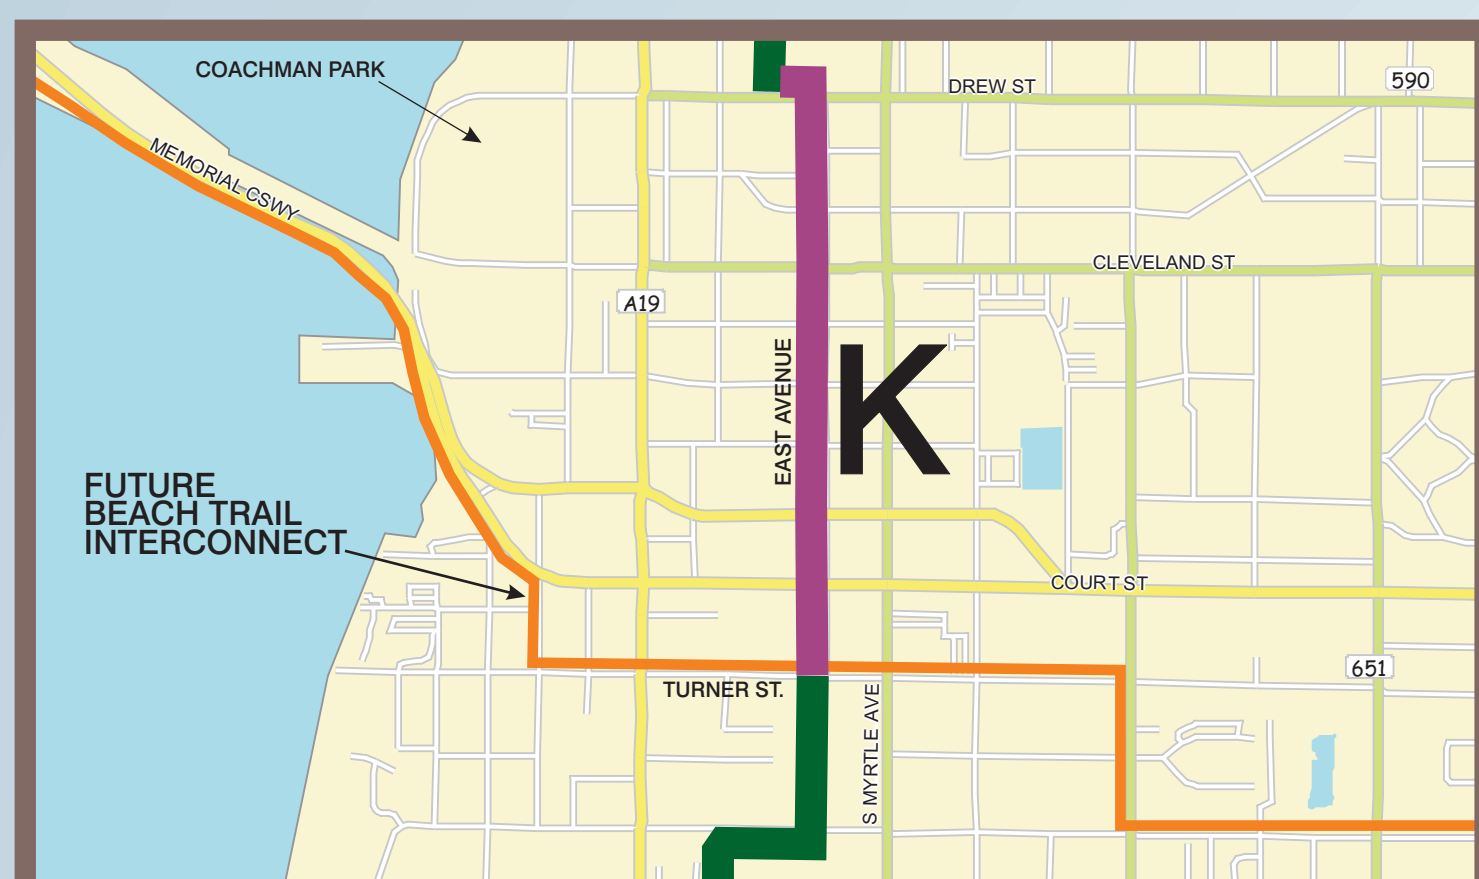 COACHMAN PARK
DREW ST
590
MEMORIAL CSWY
CLEVELAND ST
A19
EAST AVENUE
K
FUTURE
BEACH TRAIL
INTERCONNECT
COURT ST
TURNER ST.
S MYRTLE AVE
651